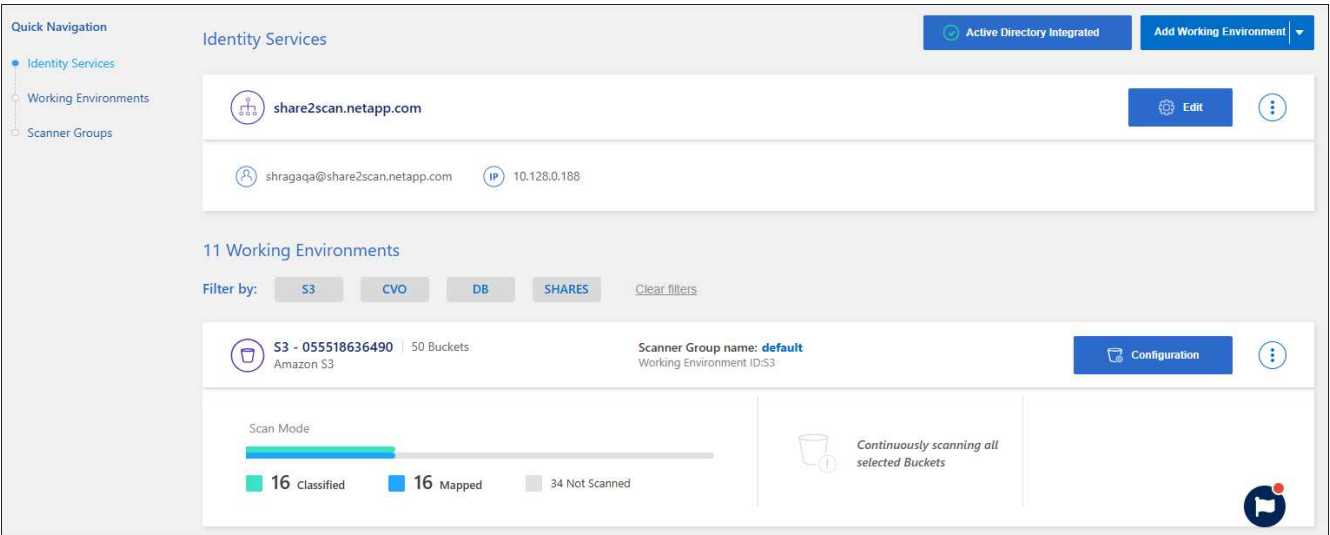 Quick Navigation
Identity Services
Working Environments
Scanner Groups
Identity Services
Active Directory Integrated
Add Working Environment
share2scan.netapp.com
Edit
shragaqa@share2scan.netapp.com
IP
10.128.0.188
11 Working Environments
Filter by:
S3
CVO
DB
SHARES
Clear filters
S3 - 055518636490
50 Buckets
Amazon S3
Scanner Group name: default
Working Environment ID:S3
Configuration
Scan Mode
16 Classified
16 Mapped
34 Not Scanned
Continuously scanning all
selected Buckets